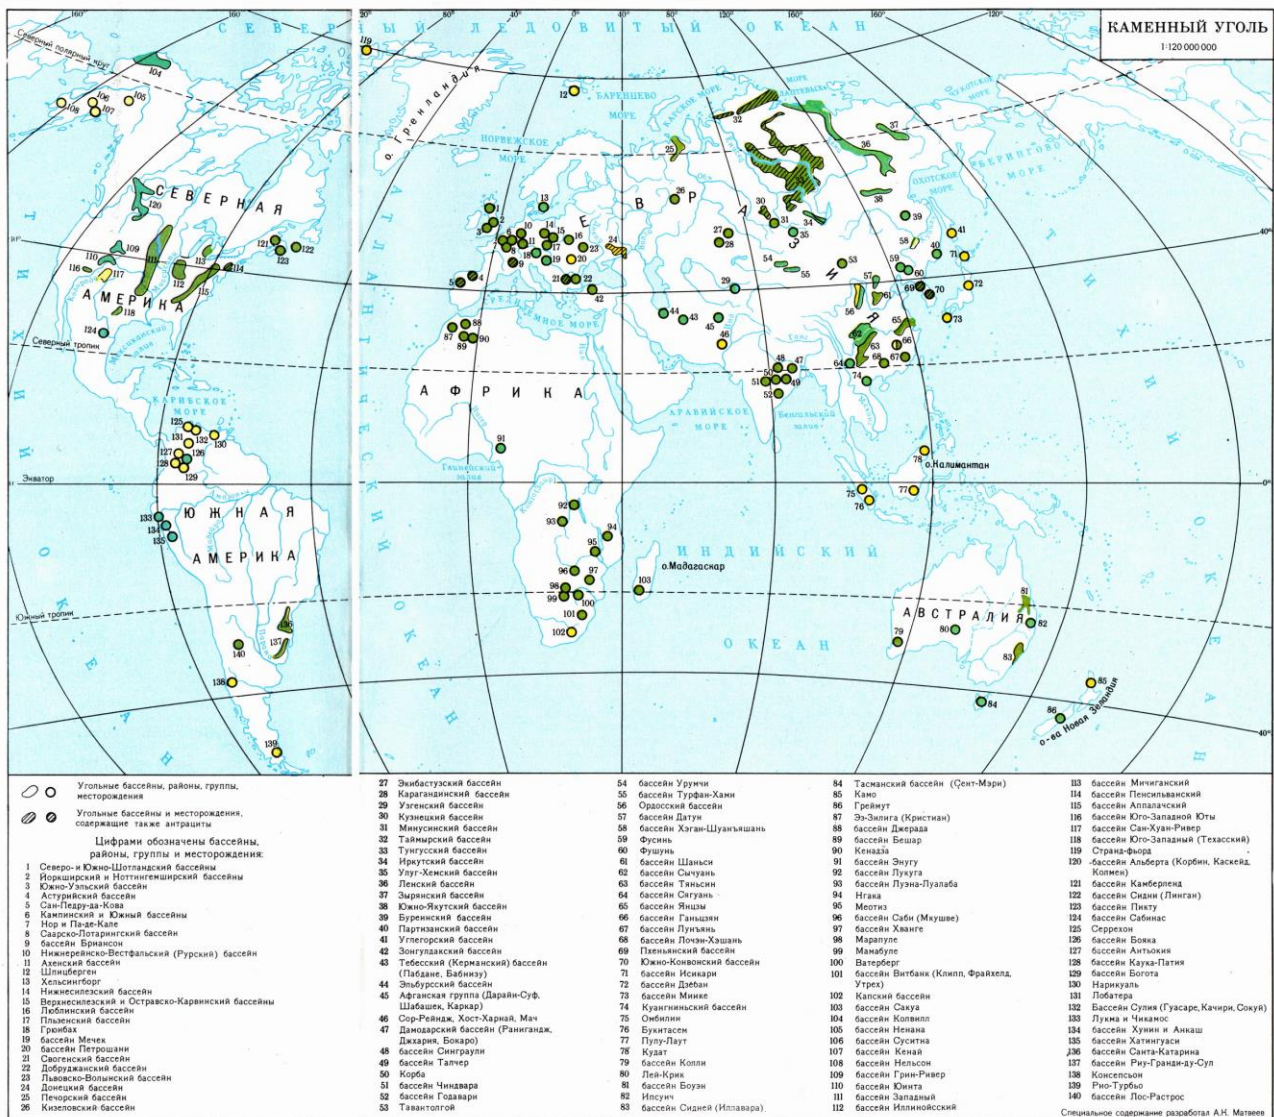 КАМЕННЫЙ УГОЛЬ
1:120 000 000
СЕВЕРНЫЙ ЛЕДОВИТЫЙ ОКЕАН
Северный полярный круг
о. Гренландия
БАРЕНЦЕВО МОРЕ
КАРСКОЕ МОРЕ
НОРВЕЖСКОЕ МОРЕ
БЕРИНГОВО МОРЕ
ОХОТСКОЕ МОРЕ
СЕВЕРНАЯ АМЕРИКА
ЕВРАЗИЯ
СРЕДИЗЕМНОЕ МОРЕ
Мексиканский залив
Северный тропик
КАРИБСКОЕ МОРЕ
АФРИКА
АРАВИЙСКОЕ МОРЕ
Бенгальский залив
Гвинейский залив
Экватор
о.Калимантан
ЮЖНАЯ АМЕРИКА
ИНДИЙСКИЙ ОКЕАН
о.Мадагаскар
АВСТРАЛИЯ
Южный тропик
о-ва Новая Зеландия
ТИХИЙ ОКЕАН
АТЛАНТИЧЕСКИЙ ОКЕАН
Угольные бассейны, районы, группы, месторождения
Угольные бассейны и месторождения, содержащие также антрациты
Цифрами обозначены бассейны,
районы, группы и месторождения:
1 Северо- и Южно-Шотландский бассейны
2 Йоркширский и Ноттингемширский бассейны
3 Южно-Уэльский бассейн
4 Астурийский бассейн
5 Сан-Педру-да-Кова
6 Кампинский и Южный бассейны
7 Нор и Па-де-Кале
8 Саарско-Лотарингский бассейн
9 бассейн Бриансон
10 Нижнерейнско-Вестфальский (Рурский) бассейн
11 Ахенский бассейн
12 Шпицберген
13 Хельсингборг
14 Нижнесилезский бассейн
15 Верхнесилезский и Остравско-Карвинский бассейны
16 Люблинский бассейн
17 Пльзенский бассейн
18 Грюнбах
19 бассейн Мечек
20 бассейн Петрошани
21 Свогенский бассейн
22 Добруджанский бассейн
23 Львовско-Волынский бассейн
24 Донецкий бассейн
25 Печорский бассейн
26 Кизеловский бассейн
27 Экибастузский бассейн
28 Карагандинский бассейн
29 Узгенский бассейн
30 Кузнецкий бассейн
31 Минусинский бассейн
32 Таймырский бассейн
33 Тунгусский бассейн
34 Иркутский бассейн
35 Улуг-Хемский бассейн
36 Ленский бассейн
37 Зырянский бассейн
38 Южно-Якутский бассейн
39 Буреинский бассейн
40 Партизанский бассейн
41 Углегорский бассейн
42 Зонгулдакский бассейн
43 Тебесский (Керманский) бассейн
(Пабдане, Бабнизу)
44 Эльбурсский бассейн
45 Афганская группа (Дарайи-Суф,
Шабашек, Каркар)
46 Сор-Рейндж, Хост-Харнай, Мач
47 Дамодарский бассейн (Ранигандж,
Джхария, Бокаро)
48 бассейн Синграули
49 бассейн Талчер
50 Корба
51 бассейн Чиндвара
52 бассейн Годавари
53 Тавантолгой
54 бассейн Урумчи
55 бассейн Турфан-Хами
56 Ордосский бассейн
57 бассейн Датун
58 бассейн Хэган-Шуанъяшань
59 Фусинь
60 Фушунь
61 бассейн Шаньси
62 бассейн Сычуань
63 бассейн Тяньсин
64 бассейн Сягуань
65 бассейн Янцзы
66 бассейн Ганьцзян
67 бассейн Лунъянь
68 бассейн Лочэн-Хэшань
69 Пхеньянский бассейн
70 Южно-Конвонский бассейн
71 бассейн Исикари
72 бассейн Дзёбан
73 бассейн Миике
74 Куангниньский бассейн
75 Омбилин
76 Букитасем
77 Пулу-Лаут
78 Кудат
79 бассейн Колли
80 Лей-Крик
81 бассейн Боуэн
82 Ипсуич
83 бассейн Сидней (Иллавара)
84 Тасманский бассейн (Сент-Мэри)
85 Камо
86 Греймут
87 Эз-Зилига (Кристиан)
88 бассейн Джерада
89 бассейн Бешар
90 Кенадза
91 бассейн Энугу
92 бассейн Лукуга
93 бассейн Луэна-Луалаба
94 Нгака
95 Меотиз
96 бассейн Саби (Мкушве)
97 бассейн Хванге
98 Марапуле
99 Мамабуле
100 Ватерберг
101 бассейн Витбанк (Клипп, Фрайхелд,
Утрех)
102 Капский бассейн
103 бассейн Сакуа
104 бассейн Колвилл
105 бассейн Ненана
106 бассейн Суситна
107 бассейн Кенай
108 бассейн Нельсон
109 бассейн Грин-Ривер
110 бассейн Юинта
111 бассейн Западный
112 бассейн Иллинойсский
113 бассейн Мичиганский
114 бассейн Пенсильванский
115 бассейн Аппалачский
116 бассейн Юго-Западной Юты
117 бассейн Сан-Хуан-Ривер
118 бассейн Юго-Западный (Техасский)
119 Странд-фьорд
120 бассейн Альберта (Корбин, Каскейд,
Колмен)
121 бассейн Камберленд
122 бассейн Сидни (Линган)
123 бассейн Пикту
124 бассейн Сабинас
125 Серрехон
126 бассейн Бояка
127 бассейн Антьокия
128 бассейн Каука-Патия
129 бассейн Богота
130 Нарикуаль
131 Лобатера
132 Бассейн Сулия (Гуасаре, Качири, Сокуй)
133 Лукма и Чикамос
134 бассейн Хунин и Анкаш
135 бассейн Хатингуаси
136 бассейн Санта-Катарина
137 бассейн Риу-Гранди-ду-Сул
138 Консепсьон
139 Рио-Турбьо
140 бассейн Лос-Растрос
Специальное содержание разработал А.К. Матвеев